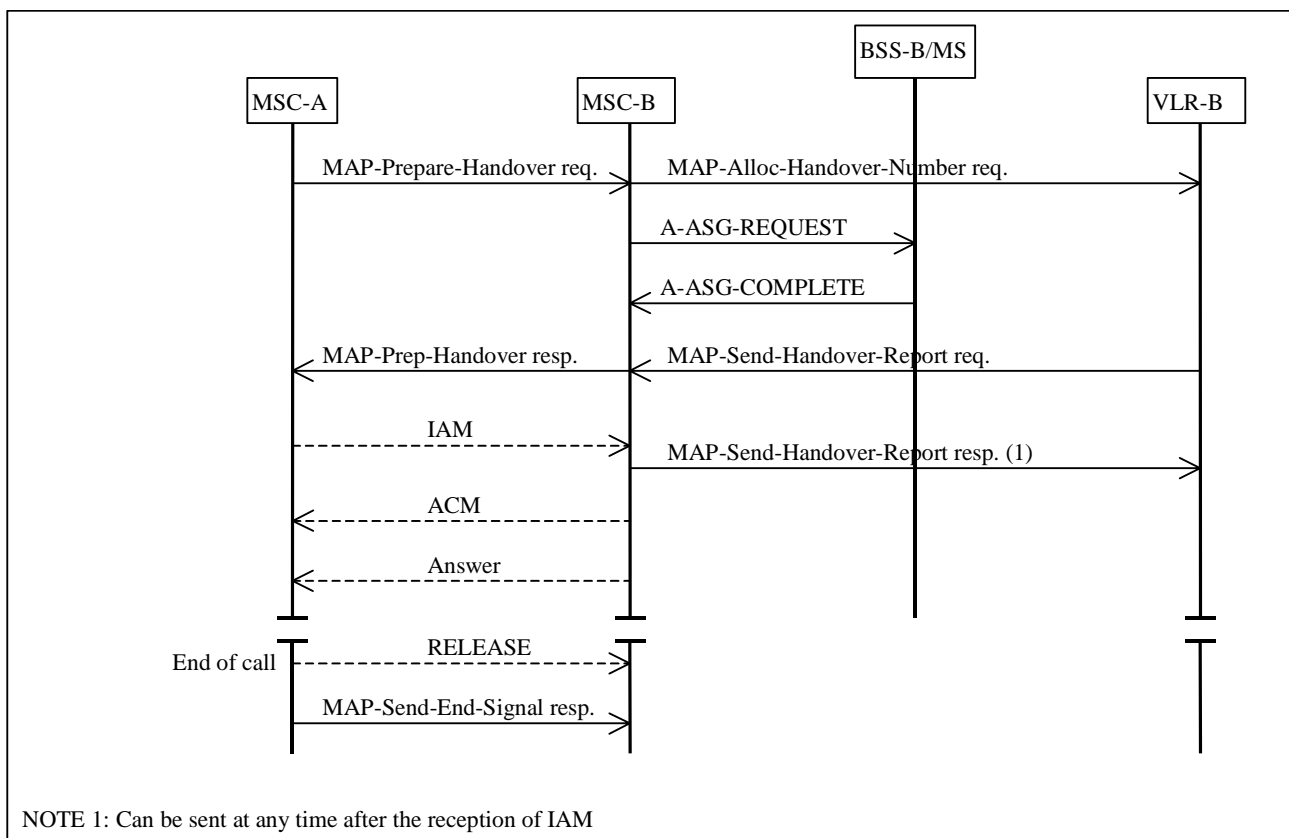 BSS-B/MS
MSC-A
MSC-B
VLR-B
MAP-Prepare-Handover req.
MAP-Alloc-Handover-Number req.
A-ASG-REQUEST
A-ASG-COMPLETE
MAP-Prep-Handover resp.
MAP-Send-Handover-Report req.
IAM
MAP-Send-Handover-Report resp. (1)
ACM
Answer
RELEASE
End of call
MAP-Send-End-Signal resp.
NOTE 1: Can be sent at any time after the reception of IAM